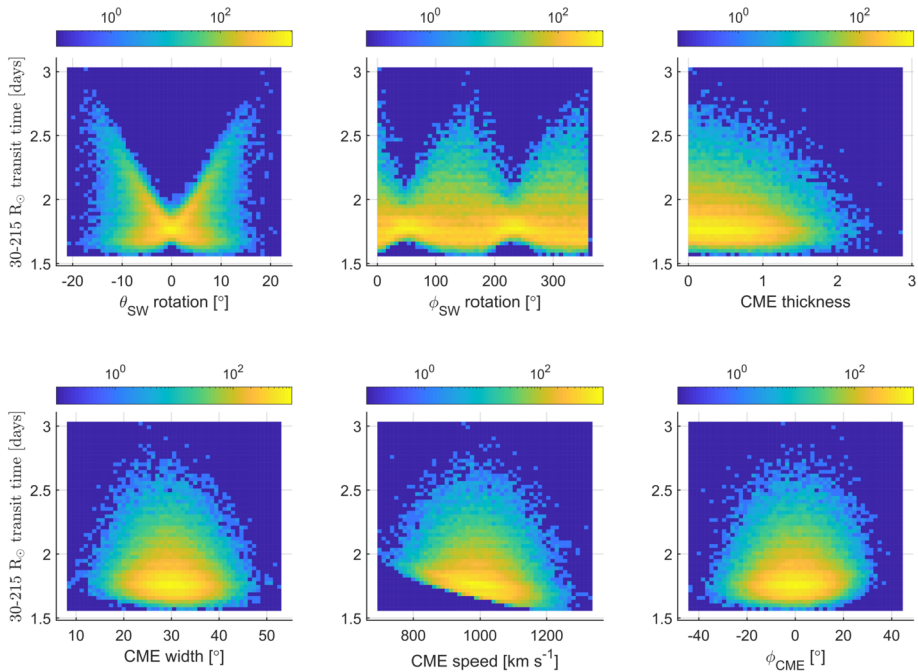 10^0 10^2
10^0 10^2
10^0 10^2
30-215 R_⊙ transit time [days]
3
2.5
2
1.5
-20 -10 0 10 20
θ_SW rotation [°]
3
2.5
2
1.5
0 100 200 300
ϕ_SW rotation [°]
3
2.5
2
1.5
0 1 2 3
CME thickness
10^0 10^2
10^0 10^2
10^0 10^2
30-215 R_⊙ transit time [days]
3
2.5
2
1.5
10 20 30 40 50
CME width [°]
3
2.5
2
1.5
800 1000 1200
CME speed [km s^-1]
3
2.5
2
1.5
-40 -20 0 20 40
ϕ_CME [°]